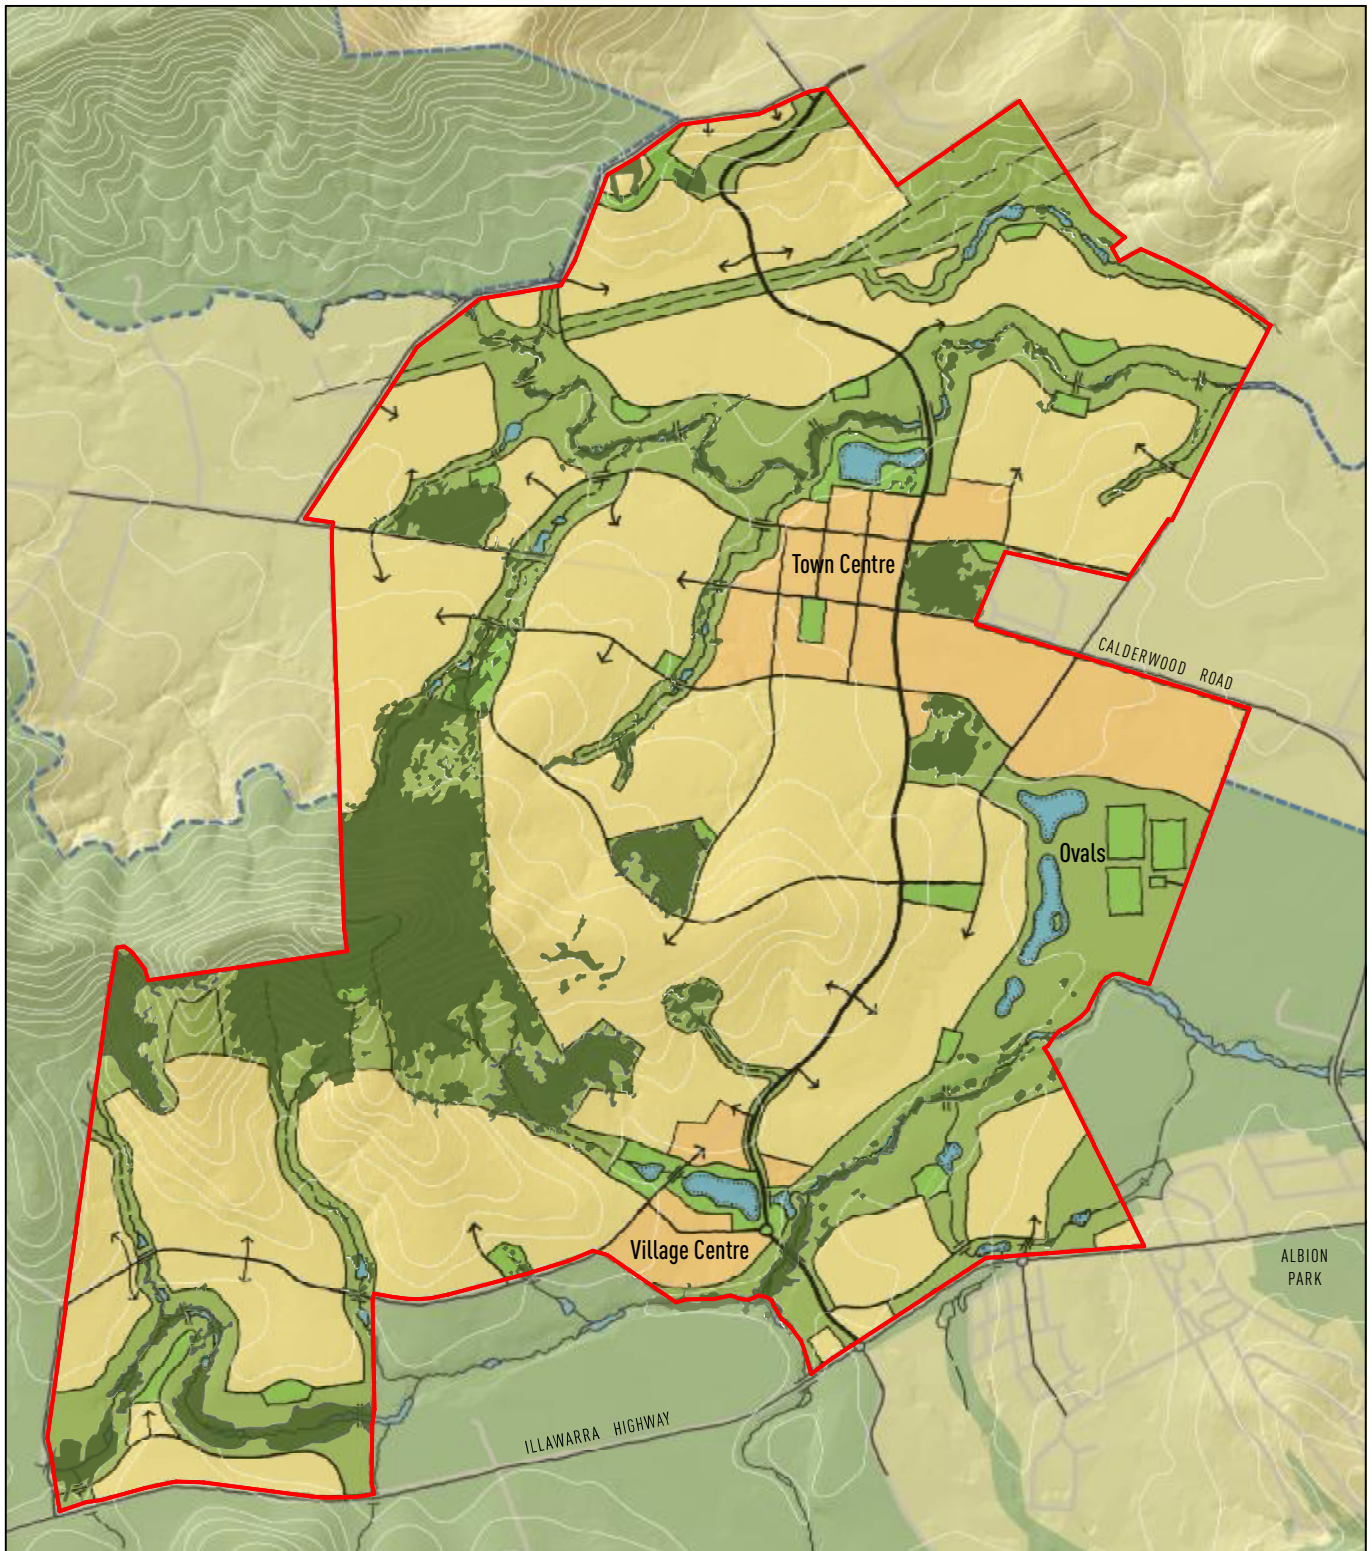 Town Centre
CALDERWOOD ROAD
Ovals
Village Centre
ALBION
PARK
ILLAWARRA HIGHWAY